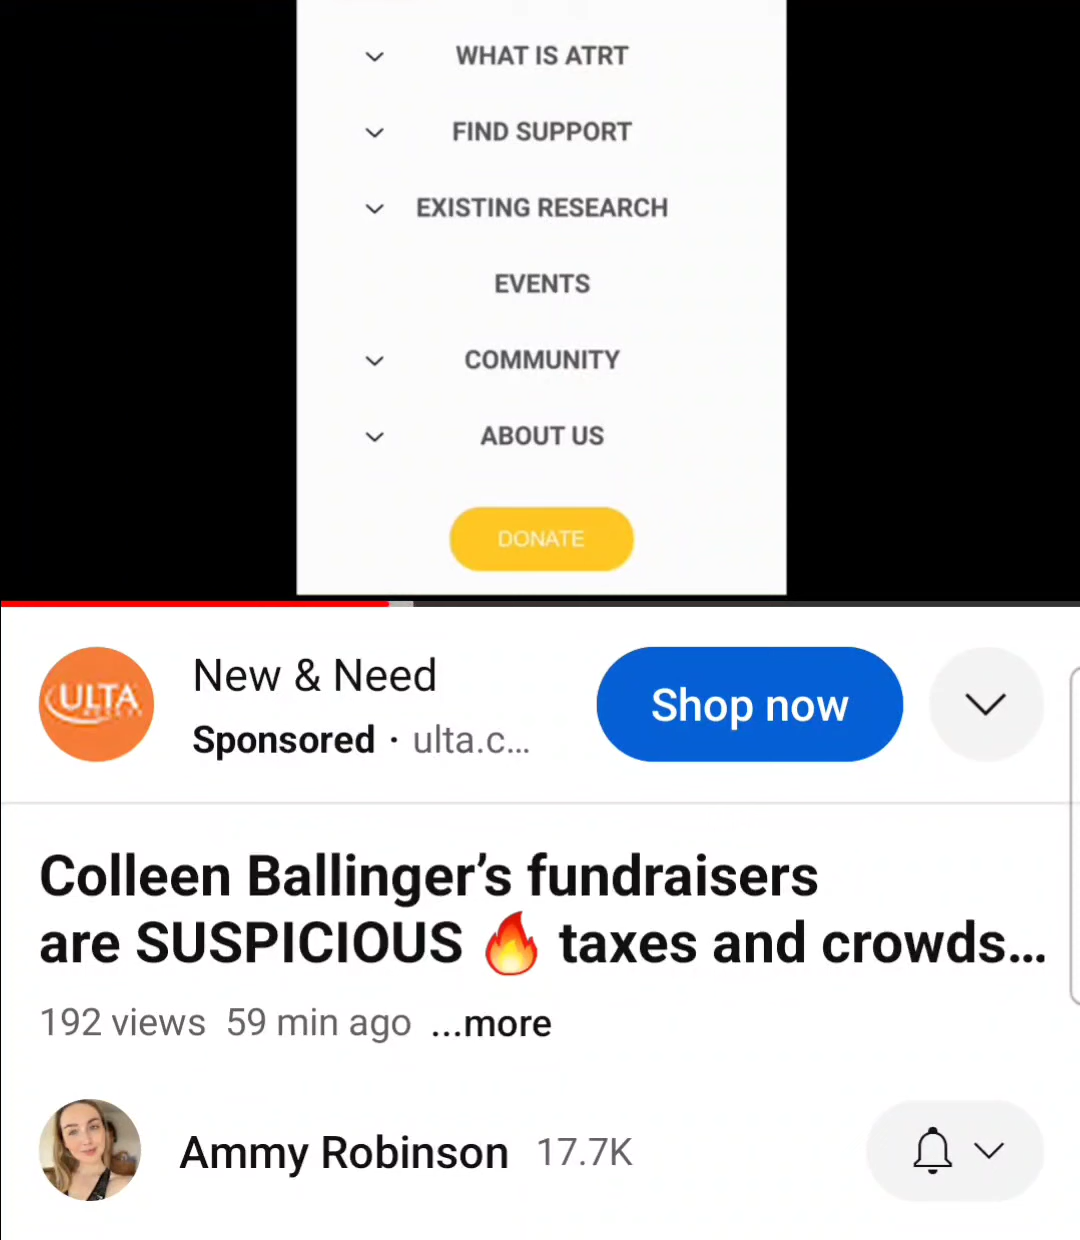 WHAT IS ATRT
FIND SUPPORT
EXISTING RESEARCH
EVENTS
COMMUNITY
ABOUT US
DONATE
ULTA
New & Need
Sponsored · ulta.c...
Shop now
Colleen Ballinger's fundraisers
are SUSPICIOUS 🔥 taxes and crowds...
192 views 59 min ago ...more
Ammy Robinson 17.7K